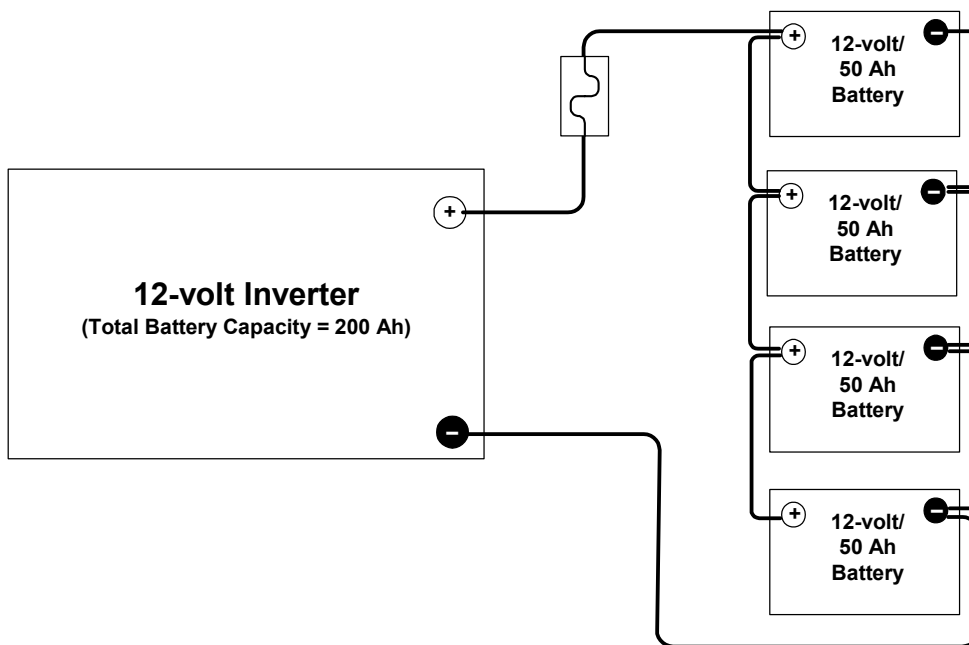 12-volt/
50 Ah
Battery
+
−
12-volt/
50 Ah
Battery
+
−
12-volt Inverter
(Total Battery Capacity = 200 Ah)
+
−
12-volt/
50 Ah
Battery
+
−
12-volt/
50 Ah
Battery
+
−